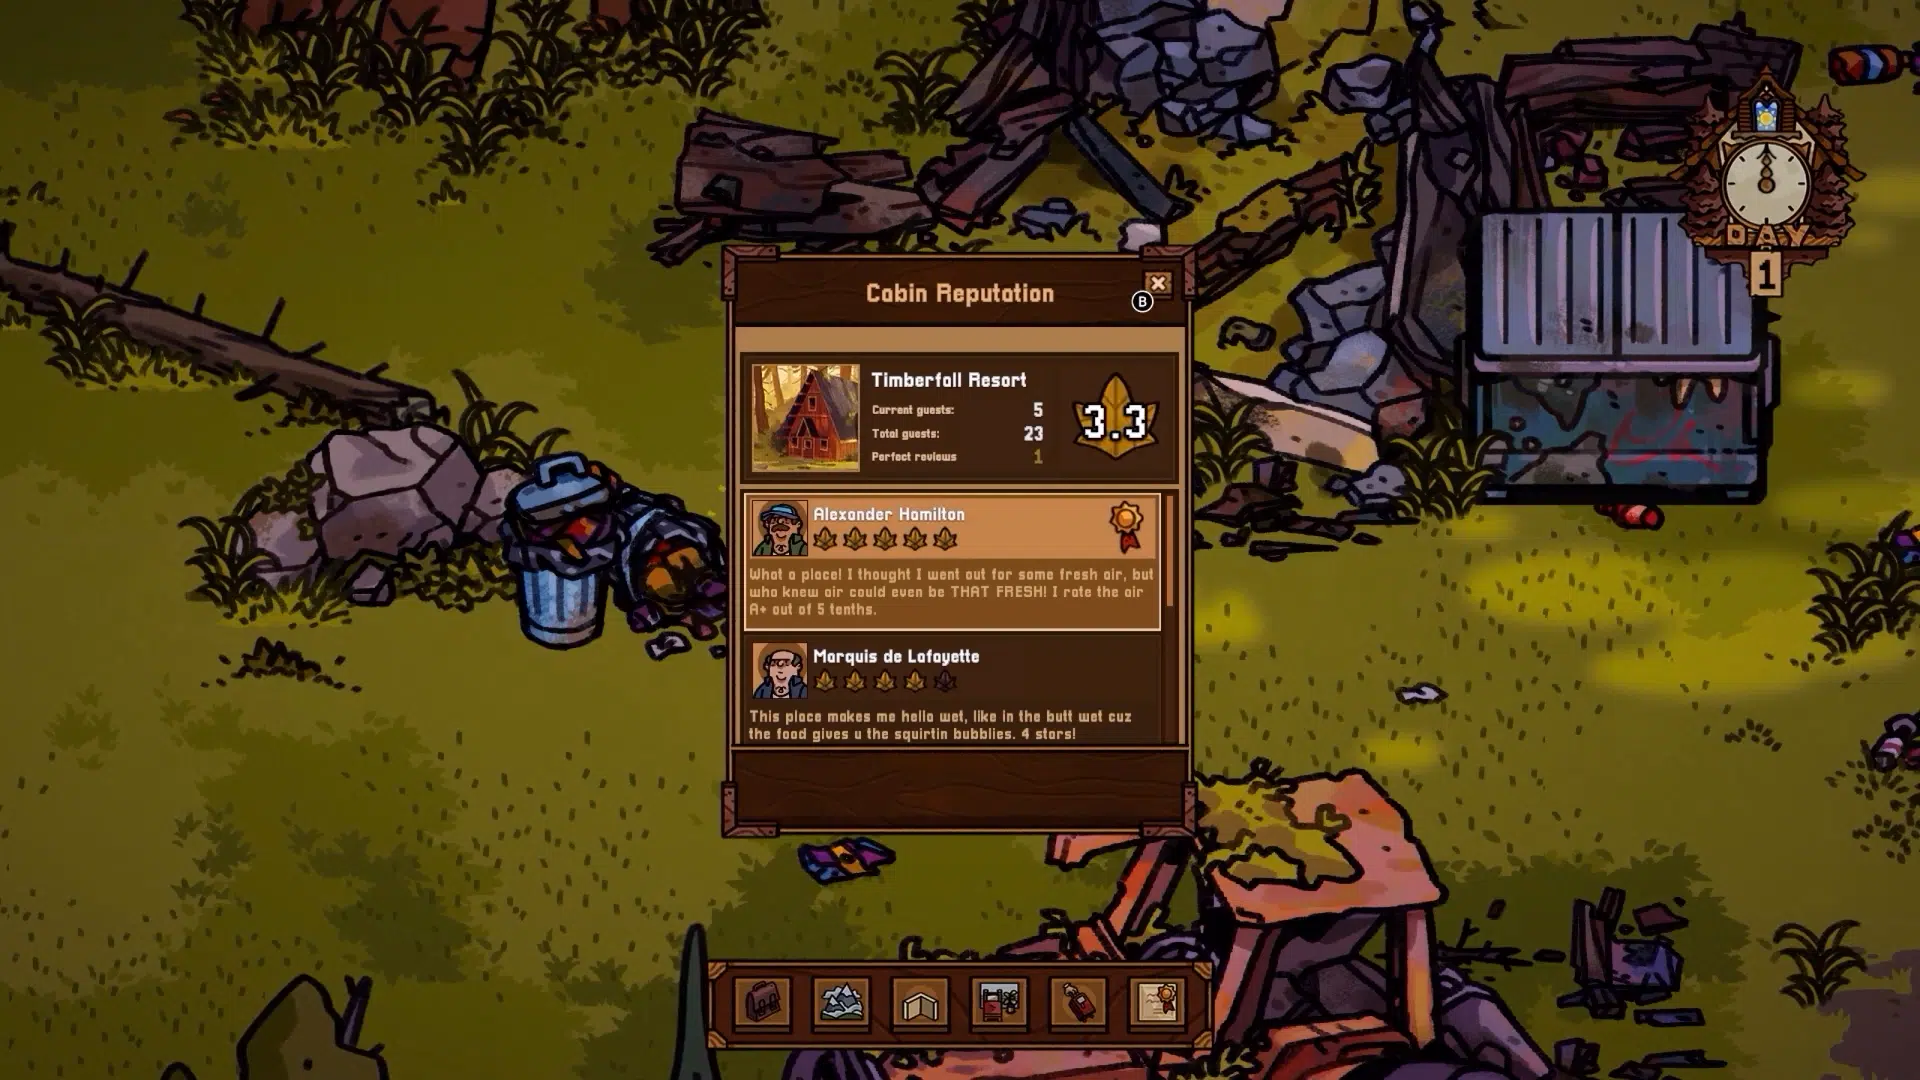 DAY
1
Cabin Reputation
B
Timberfall Resort
Current guests: 5
Total guests: 23
Perfect reviews 1
3.3
Alexander Hamilton
What a place! I thought I went out for some fresh air, but
who knew air could even be THAT FRESH! I rate the air
A+ out of 5 tenths.
Marquis de Lafayette
This place makes me hella wet, like in the butt wet cuz
the food gives u the squirtin bubblies. 4 stars!